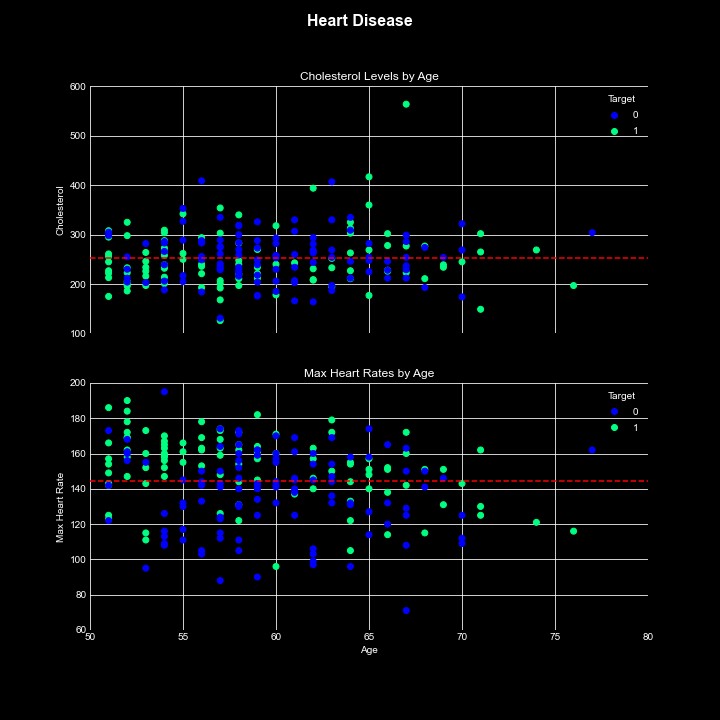 Heart Disease
Cholesterol Levels by Age
600
500
400
300
200
100
Cholesterol
Target
0
1
Max Heart Rates by Age
200
180
160
140
120
100
80
60
Max Heart Rate
Target
0
1
50 55 60 65 70 75 80
Age